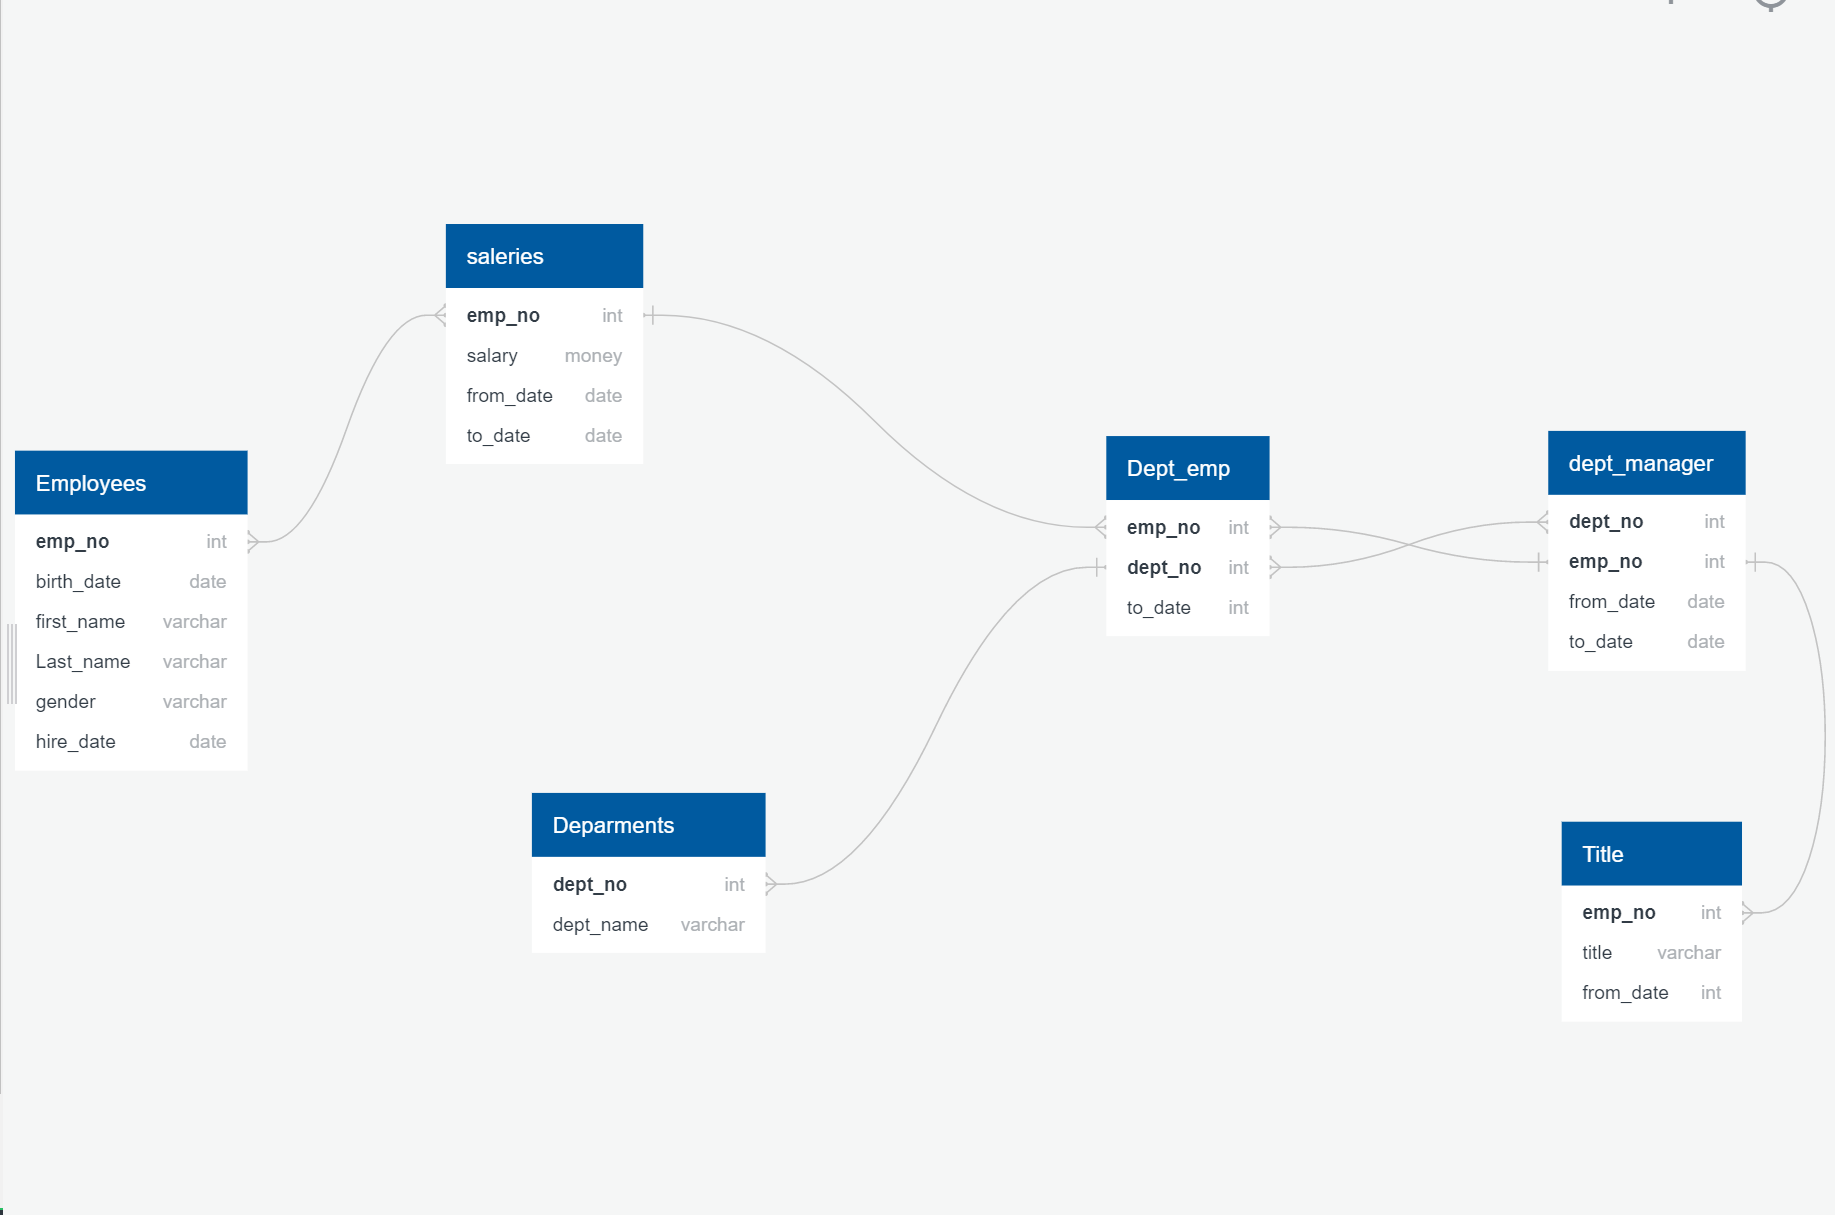 saleries
emp_no int
salary money
from_date date
to_date date
Employees
emp_no int
birth_date date
first_name varchar
Last_name varchar
gender varchar
hire_date date
Dept_emp
emp_no int
dept_no int
to_date int
dept_manager
dept_no int
emp_no int
from_date date
to_date date
Deparments
dept_no int
dept_name varchar
Title
emp_no int
title varchar
from_date int